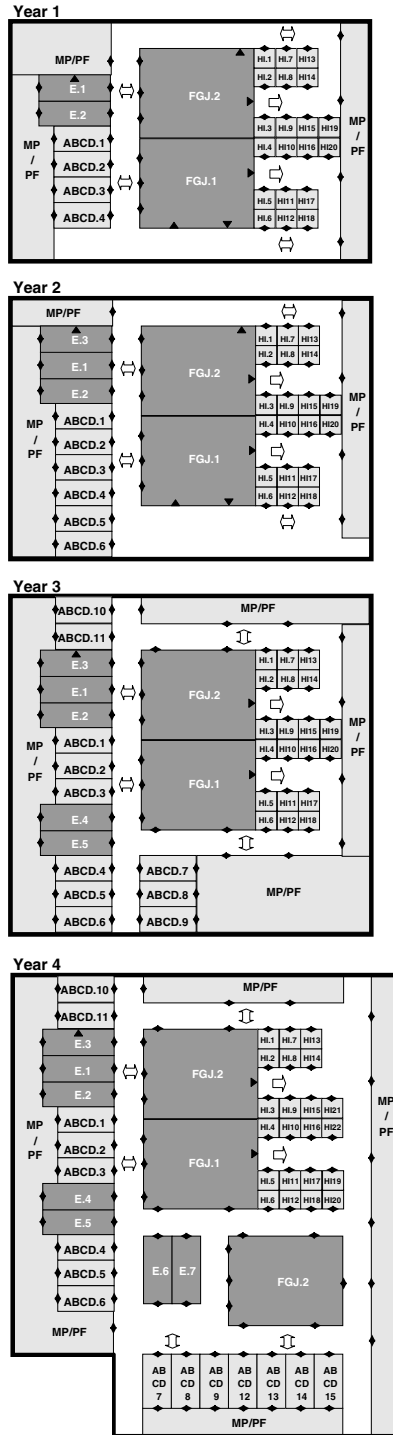 Year 1
MP/PF
E.1
E.2
ABCD.1
ABCD.2
ABCD.3
ABCD.4
MP
/
PF
FGJ.2
FGJ.1
HI.1 HI.7 HI13
HI.2 HI.8 HI14
HI.3 HI.9 HI15 HI19
HI.4 HI10 HI16 HI20
HI.5 HI11 HI17
HI.6 HI12 HI18
MP
/
PF
Year 2
MP/PF
E.3
E.1
E.2
ABCD.1
ABCD.2
ABCD.3
ABCD.4
ABCD.5
ABCD.6
MP
/
PF
FGJ.2
FGJ.1
HI.1 HI.7 HI13
HI.2 HI.8 HI14
HI.3 HI.9 HI15 HI19
HI.4 HI10 HI16 HI20
HI.5 HI11 HI17
HI.6 HI12 HI18
MP
/
PF
Year 3
ABCD.10
ABCD.11
E.3
E.1
E.2
ABCD.1
ABCD.2
ABCD.3
E.4
E.5
ABCD.4
ABCD.5
ABCD.6
MP
/
PF
MP/PF
FGJ.2
FGJ.1
HI.1 HI.7 HI13
HI.2 HI.8 HI14
HI.3 HI.9 HI15 HI19
HI.4 HI10 HI16 HI20
HI.5 HI11 HI17
HI.6 HI12 HI18
MP
/
PF
ABCD.7
ABCD.8
ABCD.9
MP/PF
Year 4
ABCD.10
ABCD.11
E.3
E.1
E.2
ABCD.1
ABCD.2
ABCD.3
E.4
E.5
ABCD.4
ABCD.5
ABCD.6
MP
/
PF
MP/PF
MP/PF
FGJ.2
FGJ.1
HI.1 HI.7 HI13
HI.2 HI.8 HI14
HI.3 HI.9 HI15 HI21
HI.4 HI10 HI16 HI22
HI.5 HI11 HI17 HI19
HI.6 HI12 HI18 HI20
MP
/
PF
E.6 E.7
FGJ.2
AB AB AB AB AB AB AB
CD CD CD CD CD CD CD
7 8 9 12 13 14 15
MP/PF